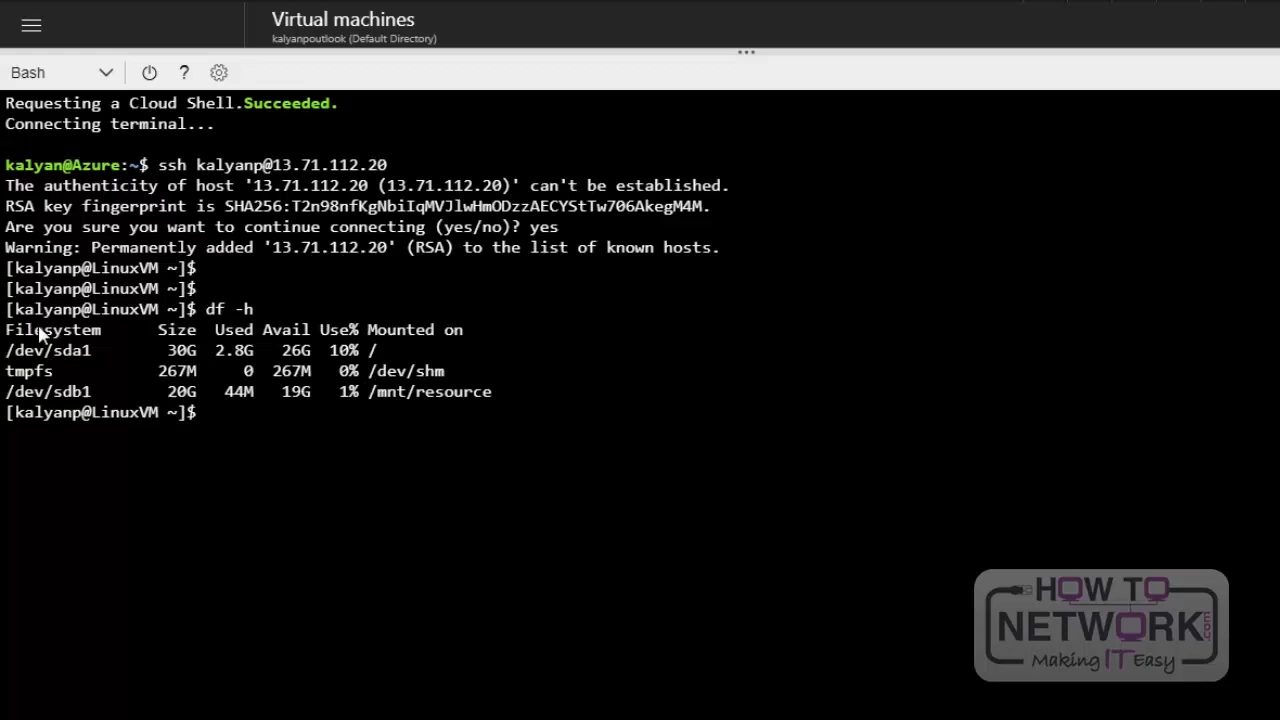 Virtual machines
kalyanpoutlook (Default Directory)
Bash
?
Requesting a Cloud Shell.Succeeded.
Connecting terminal...
kalyan@Azure:~$ ssh kalyanp@13.71.112.20
The authenticity of host '13.71.112.20 (13.71.112.20)' can't be established.
RSA key fingerprint is SHA256:T2n98nfKgNbiIqMVJlwHmODzzAECYStTw706AkegM4M.
Are you sure you want to continue connecting (yes/no)? yes
Warning: Permanently added '13.71.112.20' (RSA) to the list of known hosts.
[kalyanp@LinuxVM ~]$
[kalyanp@LinuxVM ~]$
[kalyanp@LinuxVM ~]$ df -h
Filesystem      Size  Used Avail Use% Mounted on
/dev/sda1        30G  2.8G   26G  10% /
tmpfs           267M     0  267M   0% /dev/shm
/dev/sdb1        20G   44M   19G   1% /mnt/resource
[kalyanp@LinuxVM ~]$
HOW TO
NETWORK.com
Making IT Easy